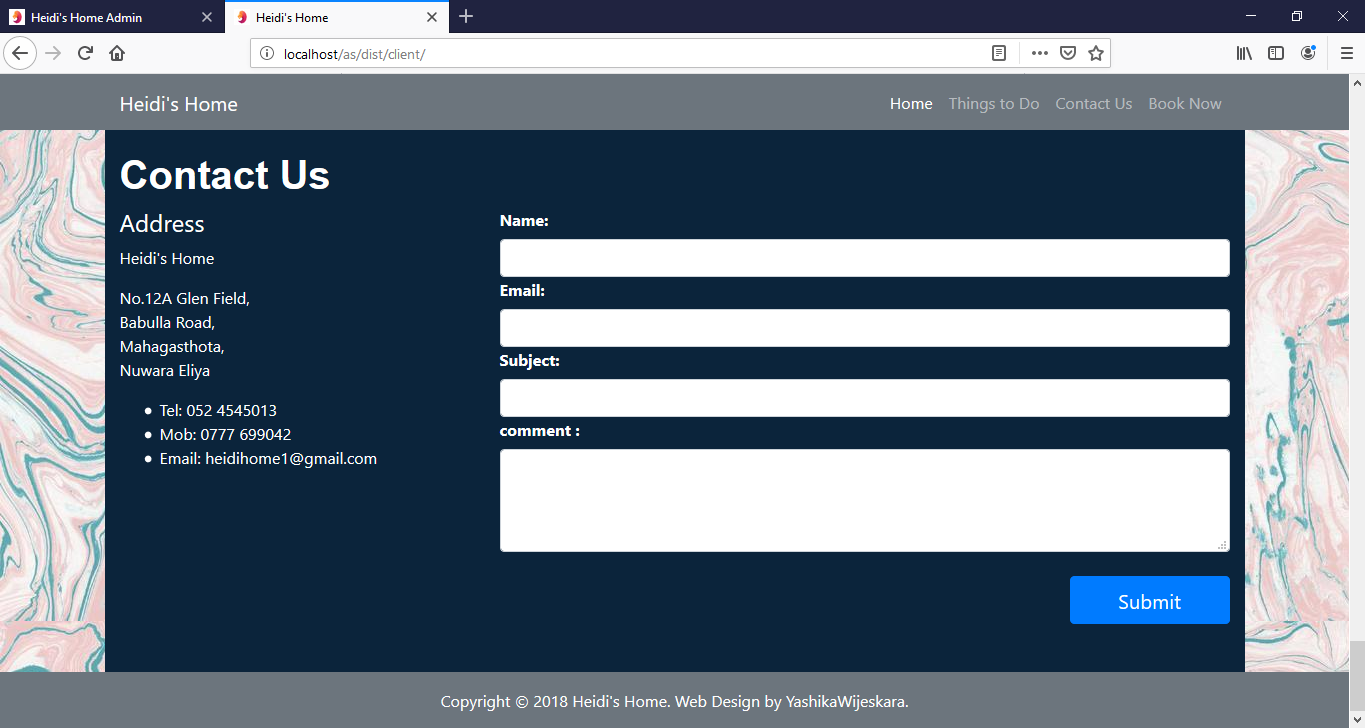 Heidi's Home Admin
Heidi's Home
localhost/as/dist/client/
Heidi's Home
Home Things to Do Contact Us Book Now
Contact Us
Address
Heidi's Home
No.12A Glen Field,
Babulla Road,
Mahagasthota,
Nuwara Eliya
Tel: 052 4545013
Mob: 0777 699042
Email: heidihome1@gmail.com
Name:
Email:
Subject:
comment :
Submit
Copyright © 2018 Heidi's Home. Web Design by YashikaWijeskara.